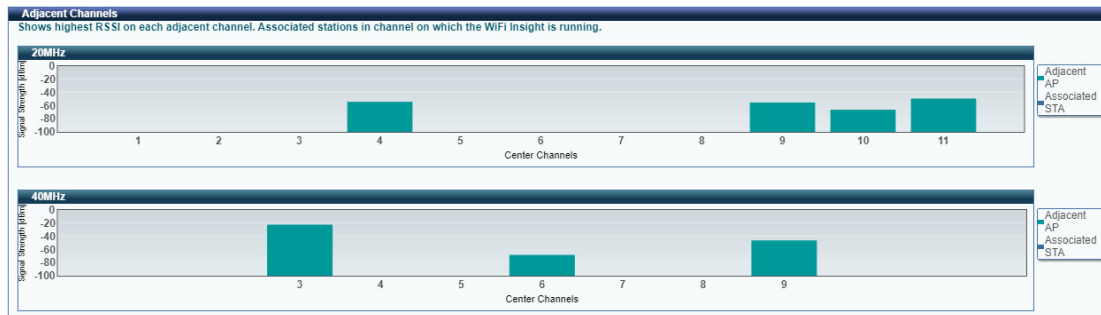 Adjacent Channels
Shows highest RSSI on each adjacent channel. Associated stations in channel on which the WiFi Insight is running.
20MHz
Signal Strength [dBm]
0
-20
-40
-60
-80
-100
1 2 3 4 5 6 7 8 9 10 11
Center Channels
Adjacent
AP
Associated
STA
40MHz
Signal Strength [dBm]
0
-20
-40
-60
-80
-100
3 4 5 6 7 8 9
Center Channels
Adjacent
AP
Associated
STA